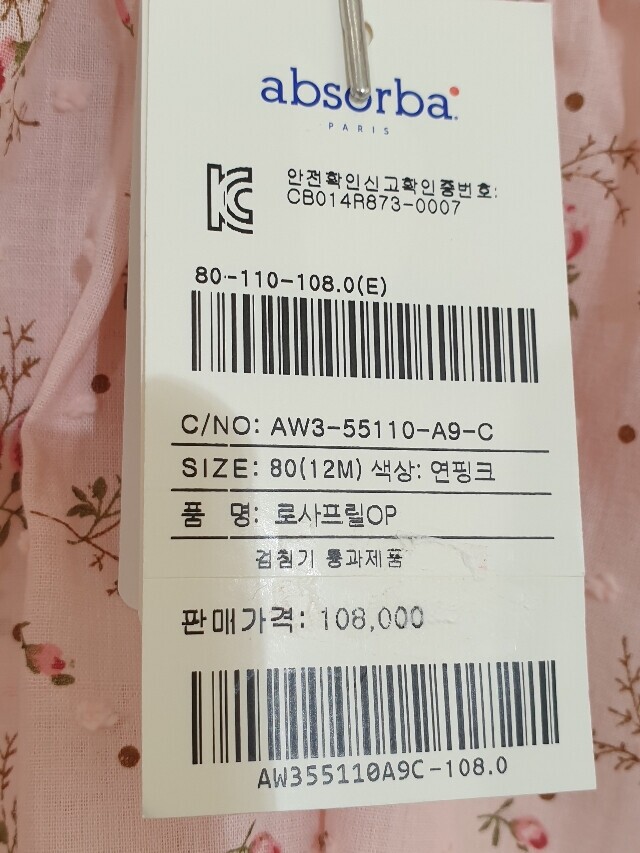 absorba
PARIS
안전확인신고확인증번호:
CB014R873-0007
80-110-108.0(E)
C/NO: AW3-55110-A9-C
SIZE: 80(12M) 색상: 연핑크
품 명: 로사프릴OP
검침기 통과제품
판매가격: 108,000
AW355110A9C-108.0